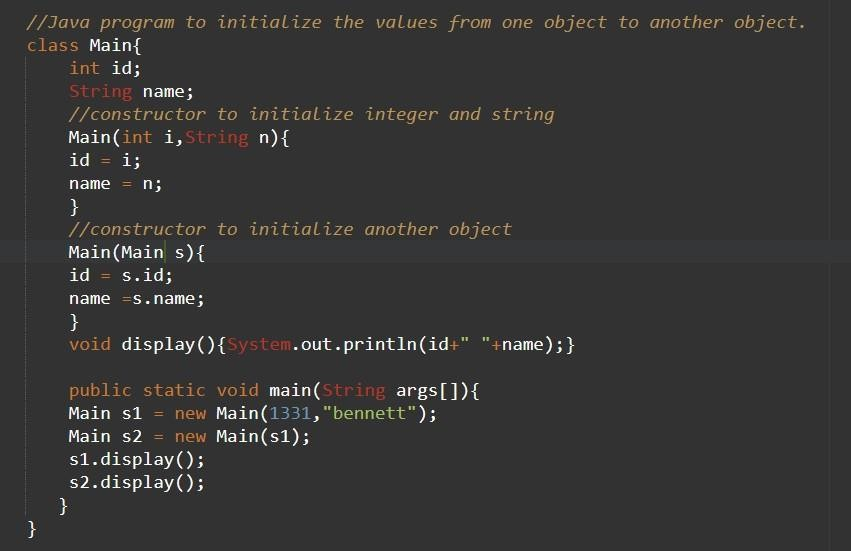 //Java program to initialize the values from one object to another object.
class Main{
    int id;
    String name;
    //constructor to initialize integer and string
    Main(int i,String n){
    id = i;
    name = n;
    }
    //constructor to initialize another object
    Main(Main s){
    id = s.id;
    name =s.name;
    }
    void display(){System.out.println(id+" "+name);}

    public static void main(String args[]){
    Main s1 = new Main(1331,"bennett");
    Main s2 = new Main(s1);
    s1.display();
    s2.display();
   }
}